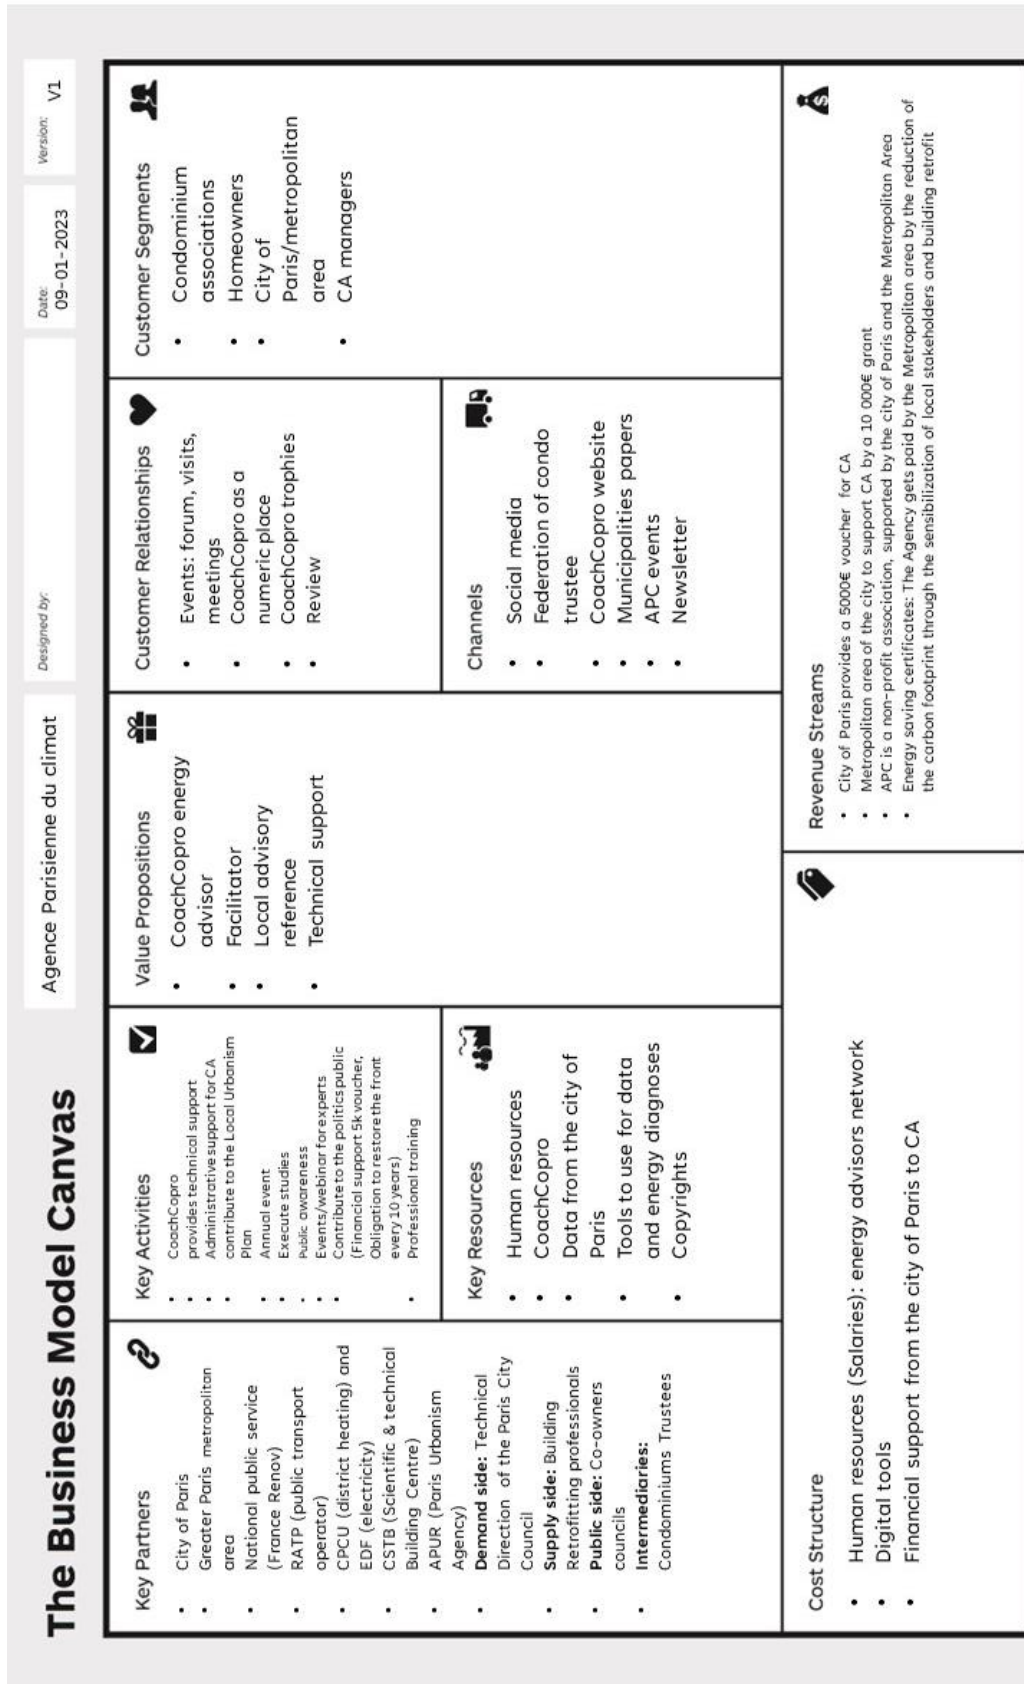 The Business Model Canvas
Agence Parisienne du climat
Designed by:
Date:
09-01-2023
Version:
V1
Key Partners
• City of Paris
• Greater Paris metropolitan
area
• National public service
(France Renov)
• RATP (public transport
operator)
• CPCU (district heating) and
EDF (electricity)
• CSTB (Scientific & technical
Building Centre)
• APUR (Paris Urbanism
Agency)
• Demand side: Technical
Direction of the Paris City
Council
• Supply side: Building
Retrofitting professionals
• Public side: Co-owners
councils
• Intermediaries:
Condominiums Trustees
Key Activities
• CoachCopro
• provides technical support
• Administrative support for CA
• contribute to the Local Urbanism
Plan
• Annual event
• Execute studies
• Public awareness
• Events/webinar for experts
• Contribute to the politics public
(Financial support 5k voucher,
Obligation to restore the front
every 10 years)
• Professional training
Key Resources
• Human resources
• CoachCopro
• Data from the city of
Paris
• Tools to use for data
and energy diagnoses
• Copyrights
Value Propositions
• CoachCopro energy
advisor
• Facilitator
• Local advisory
reference
• Technical support
Customer Relationships
• Events: forum, visits,
meetings
• CoachCopro as a
numeric place
• CoachCopro trophies
• Review
Channels
• Social media
• Federation of condo
trustee
• CoachCopro website
• Municipalities papers
• APC events
• Newsletter
Customer Segments
• Condominium
associations
• Homeowners
• City of
Paris/metropolitan
area
• CA managers
Cost Structure
• Human resources (Salaries): energy advisors network
• Digital tools
• Financial support from the city of Paris to CA
Revenue Streams
• City of Paris provides a 5000€ voucher for CA
• Metropolitan area of the city to support CA by a 10 000€ grant
• APC is a non-profit association, supported by the city of Paris and the Metropolitan Area
• Energy saving certificates: The Agency gets paid by the Metropolitan area by the reduction of
the carbon footprint through the sensibilization of local stakeholders and building retrofit